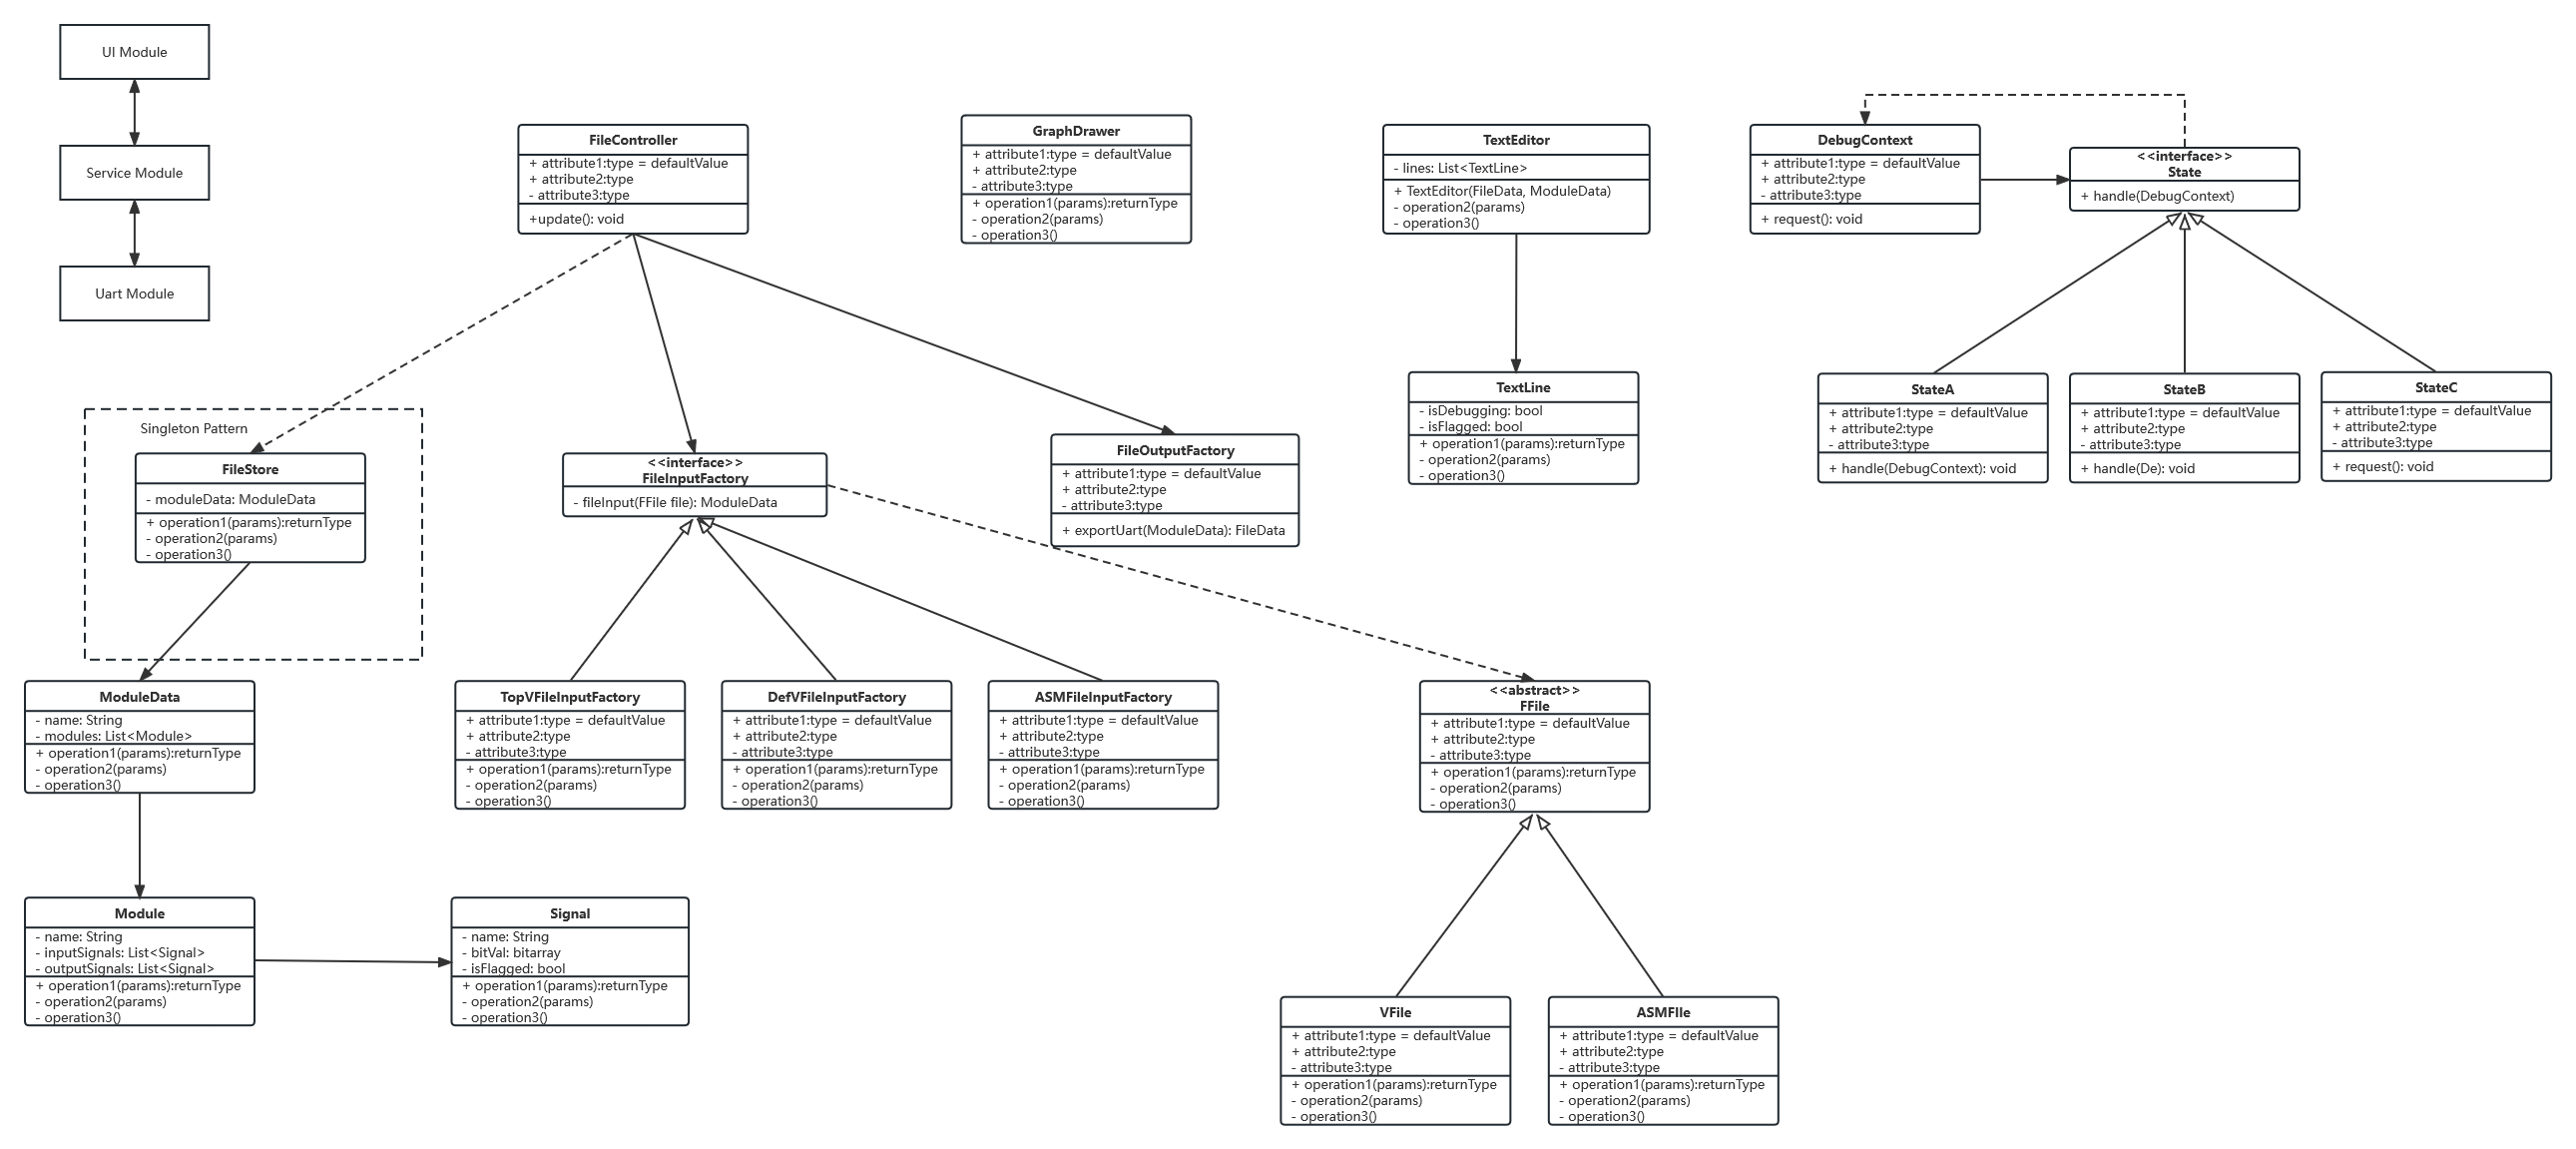 UI Module
Service Module
Uart Module
FileController
+ attribute1:type = defaultValue
+ attribute2:type
- attribute3:type
+update(): void
GraphDrawer
+ attribute1:type = defaultValue
+ attribute2:type
- attribute3:type
+ operation1(params):returnType
- operation2(params)
- operation3()
TextEditor
- lines: List<TextLine>
+ TextEditor(FileData, ModuleData)
- operation2(params)
- operation3()
DebugContext
+ attribute1:type = defaultValue
+ attribute2:type
- attribute3:type
+ request(): void
<<interface>>
State
+ handle(DebugContext)
Singleton Pattern
FileStore
- moduleData: ModuleData
+ operation1(params):returnType
- operation2(params)
- operation3()
<<interface>>
FileInputFactory
- fileInput(FFile file): ModuleData
FileOutputFactory
+ attribute1:type = defaultValue
+ attribute2:type
- attribute3:type
+ exportUart(ModuleData): FileData
TextLine
- isDebugging: bool
- isFlagged: bool
+ operation1(params):returnType
- operation2(params)
- operation3()
StateA
+ attribute1:type = defaultValue
+ attribute2:type
- attribute3:type
+ handle(DebugContext): void
StateB
+ attribute1:type = defaultValue
+ attribute2:type
- attribute3:type
+ handle(De): void
StateC
+ attribute1:type = defaultValue
+ attribute2:type
- attribute3:type
+ request(): void
ModuleData
- name: String
- modules: List<Module>
+ operation1(params):returnType
- operation2(params)
- operation3()
TopVFileInputFactory
+ attribute1:type = defaultValue
+ attribute2:type
- attribute3:type
+ operation1(params):returnType
- operation2(params)
- operation3()
DefVFileInputFactory
+ attribute1:type = defaultValue
+ attribute2:type
- attribute3:type
+ operation1(params):returnType
- operation2(params)
- operation3()
ASMFileInputFactory
+ attribute1:type = defaultValue
+ attribute2:type
- attribute3:type
+ operation1(params):returnType
- operation2(params)
- operation3()
<<abstract>>
FFile
+ attribute1:type = defaultValue
+ attribute2:type
- attribute3:type
+ operation1(params):returnType
- operation2(params)
- operation3()
Module
- name: String
- inputSignals: List<Signal>
- outputSignals: List<Signal>
+ operation1(params):returnType
- operation2(params)
- operation3()
Signal
- name: String
- bitVal: bitarray
- isFlagged: bool
+ operation1(params):returnType
- operation2(params)
- operation3()
VFile
+ attribute1:type = defaultValue
+ attribute2:type
- attribute3:type
+ operation1(params):returnType
- operation2(params)
- operation3()
ASMFIle
+ attribute1:type = defaultValue
+ attribute2:type
- attribute3:type
+ operation1(params):returnType
- operation2(params)
- operation3()